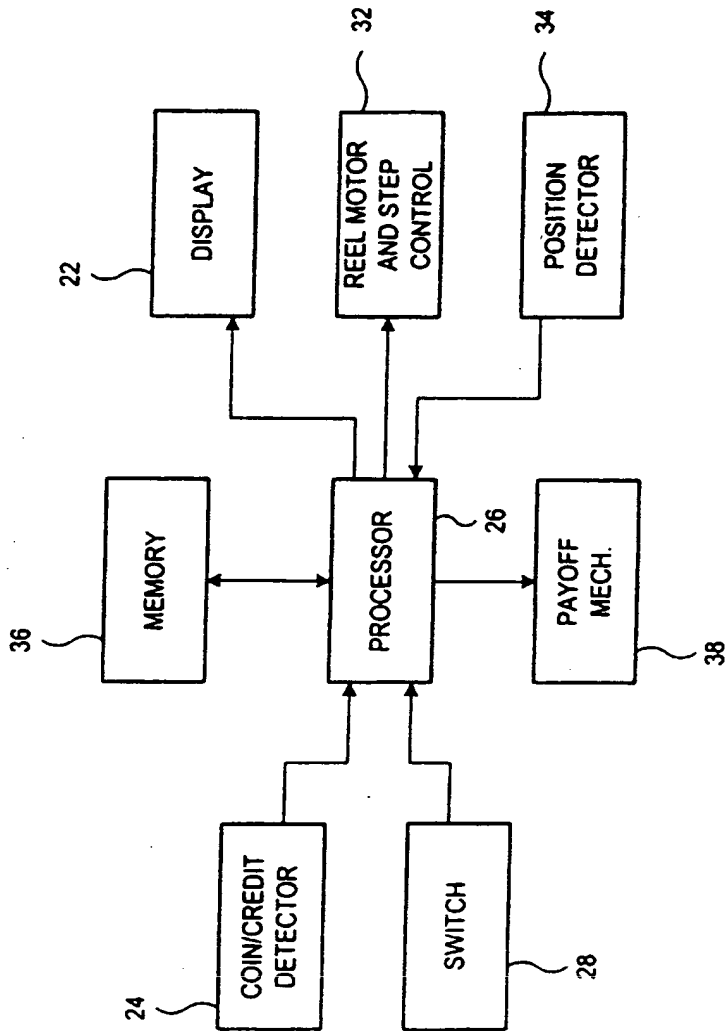 22
DISPLAY
36
MEMORY
REEL MOTOR
AND STEP
CONTROL
32
24
COIN/CREDIT
DETECTOR
PROCESSOR
26
SWITCH
28
PAYOFF
MECH.
38
POSITION
DETECTOR
34